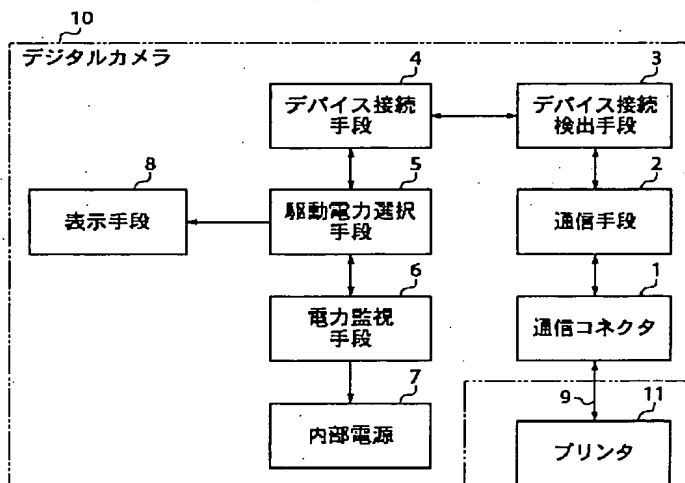 10
デジタルカメラ
4
デバイス接続
手段
3
デバイス接続
検出手段
8
表示手段
5
駆動電力選択
手段
2
通信手段
6
電力監視
手段
1
通信コネクタ
7
内部電源
9
11
プリンタ